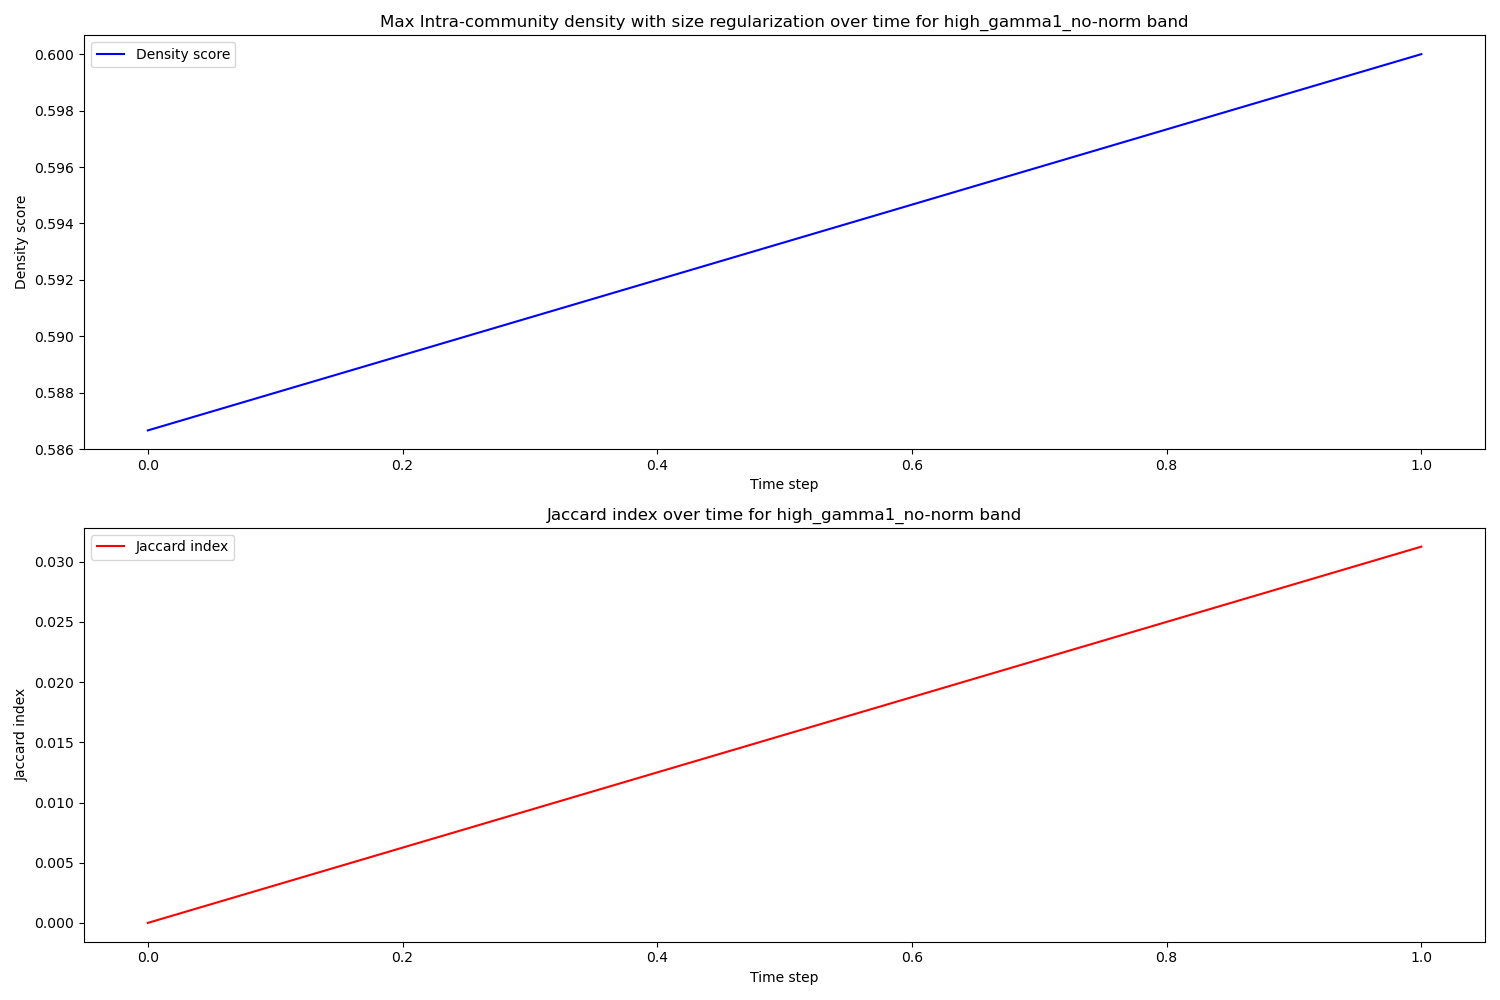 Max Intra-community density with size regularization over time for high_gamma1_no-norm band
Density score
0.600
0.598
0.596
0.594
0.592
0.590
0.588
0.586
Density score
0.0 0.2 0.4 0.6 0.8 1.0
Time step
Jaccard index over time for high_gamma1_no-norm band
Jaccard index
0.030
0.025
0.020
0.015
0.010
0.005
0.000
Jaccard index
0.0 0.2 0.4 0.6 0.8 1.0
Time step